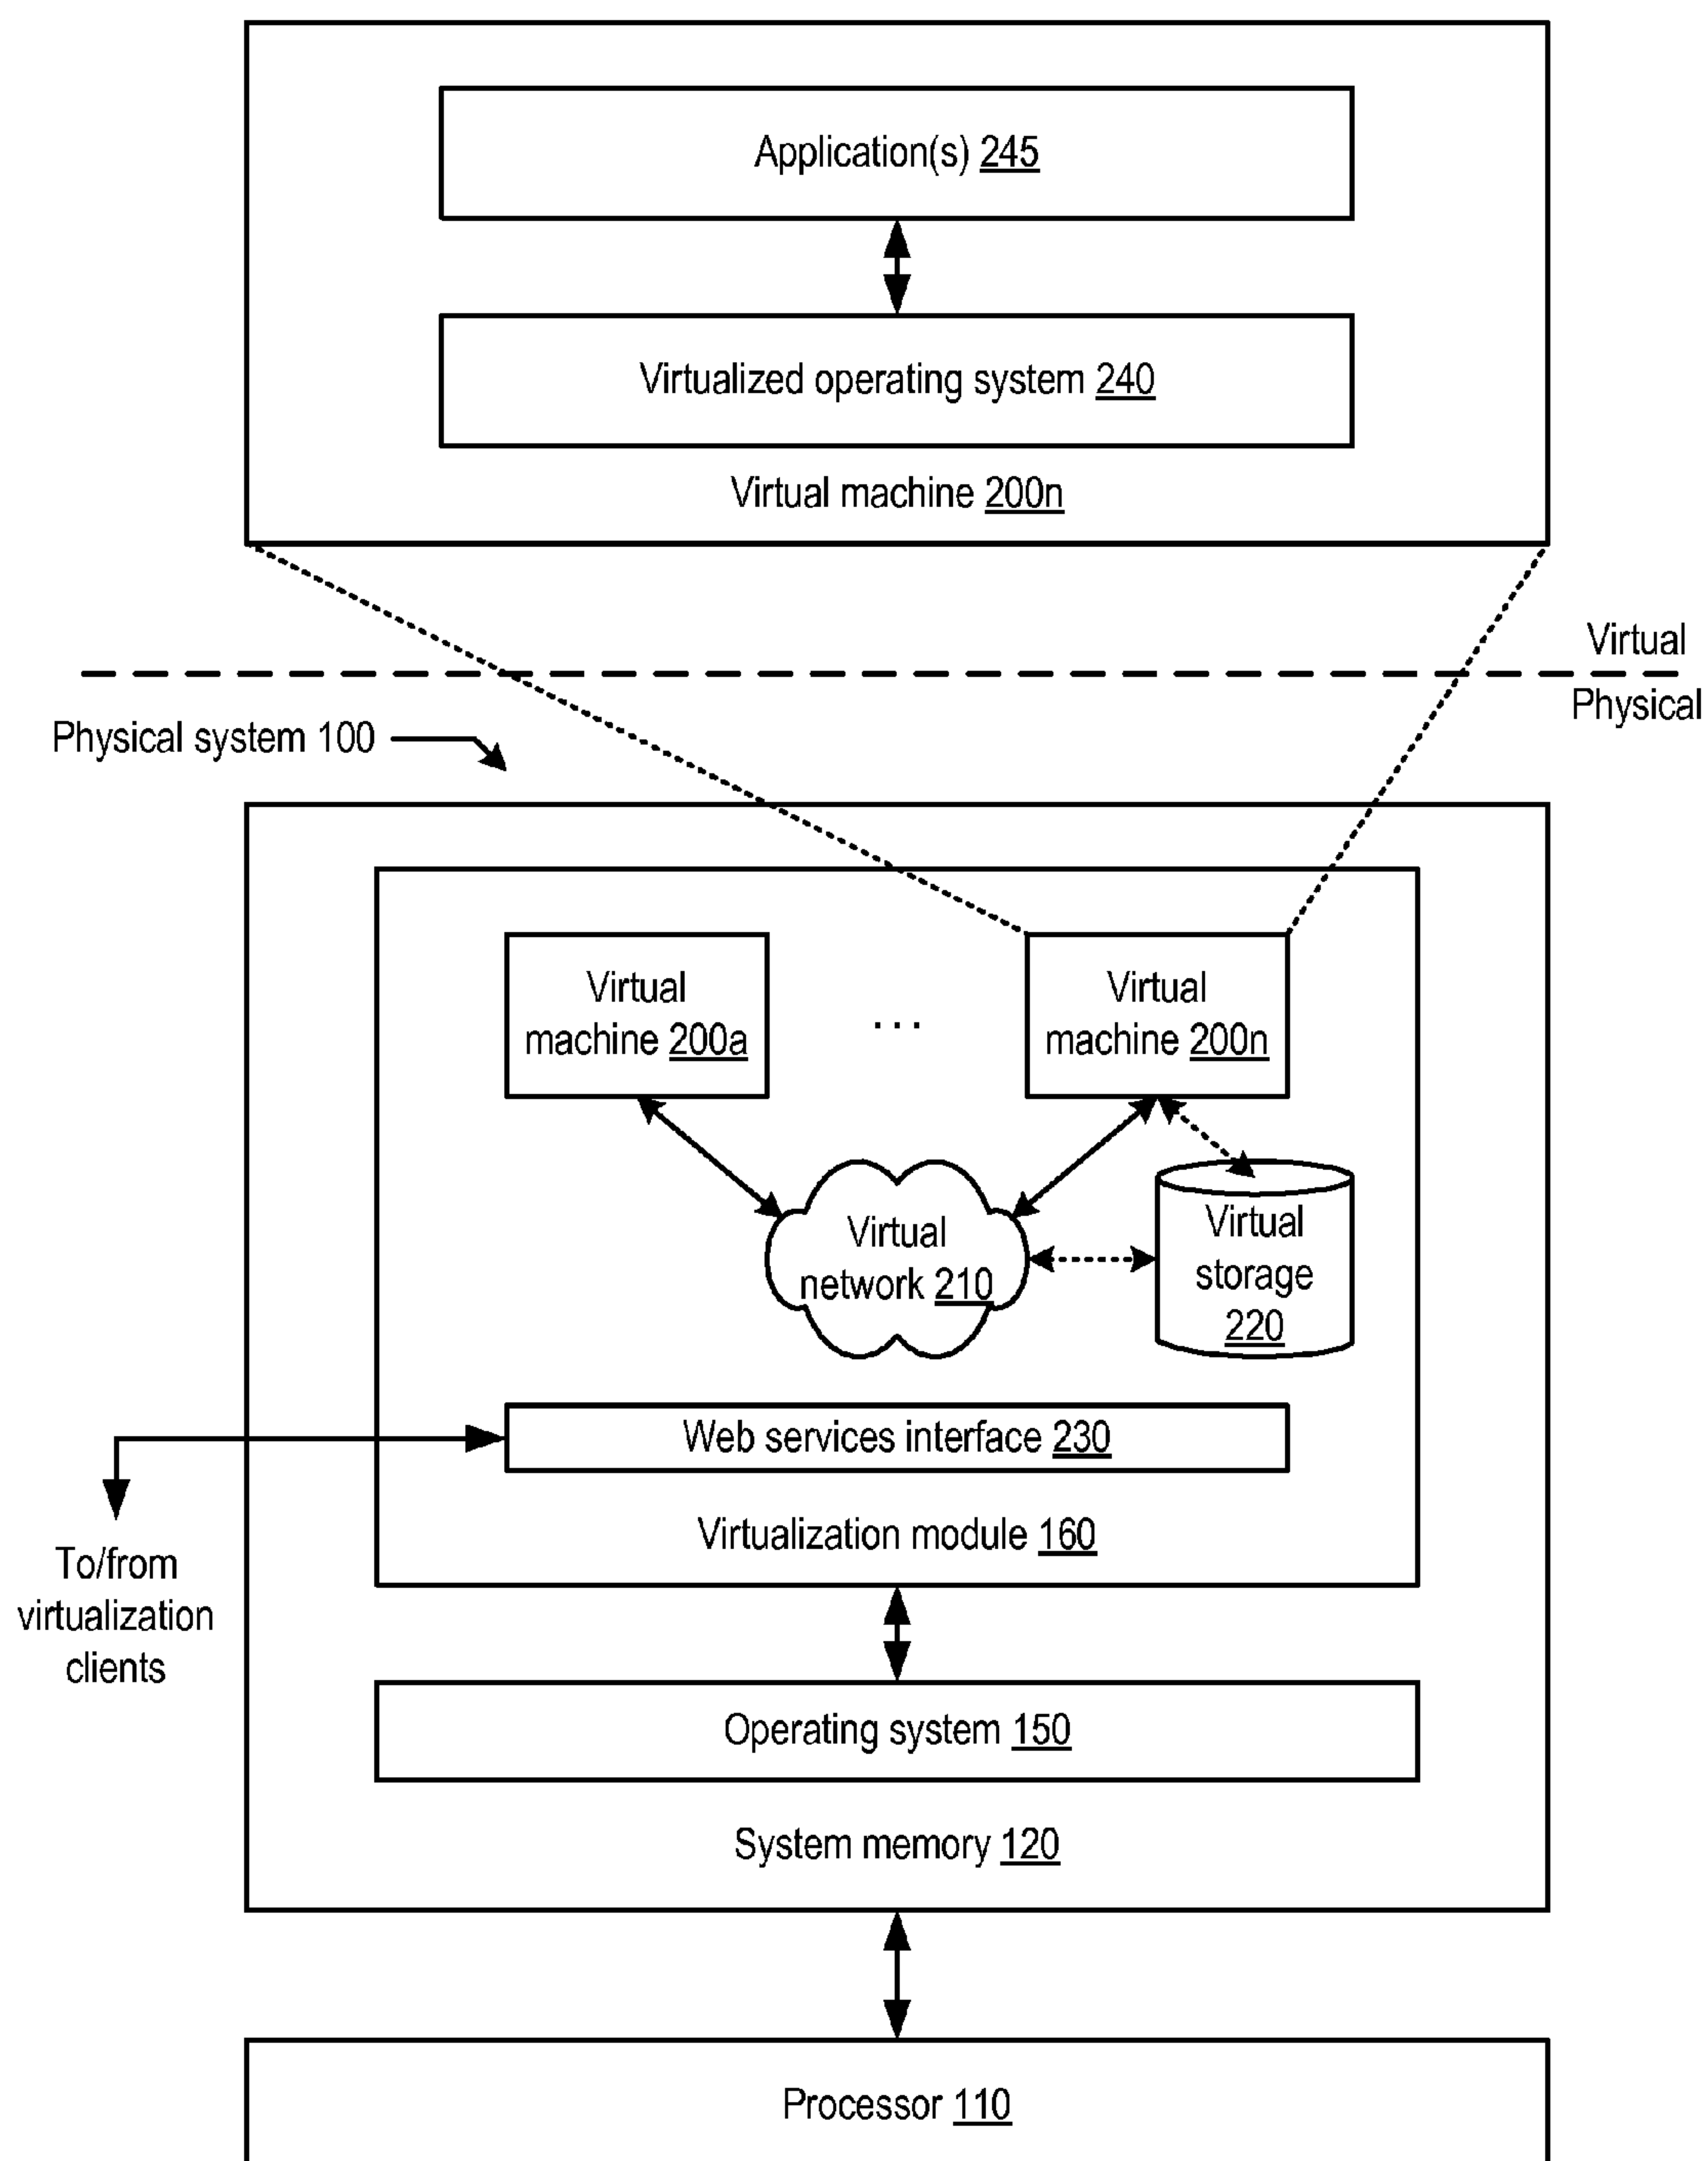 Application(s) 245
Virtualized operating system 240
Virtual machine 200n
Virtual
Physical
Physical system 100
Virtual
machine 200a
...
Virtual
machine 200n
Virtual
network 210
Virtual
storage
220
Web services interface 230
Virtualization module 160
To/from
virtualization
clients
Operating system 150
System memory 120
Processor 110